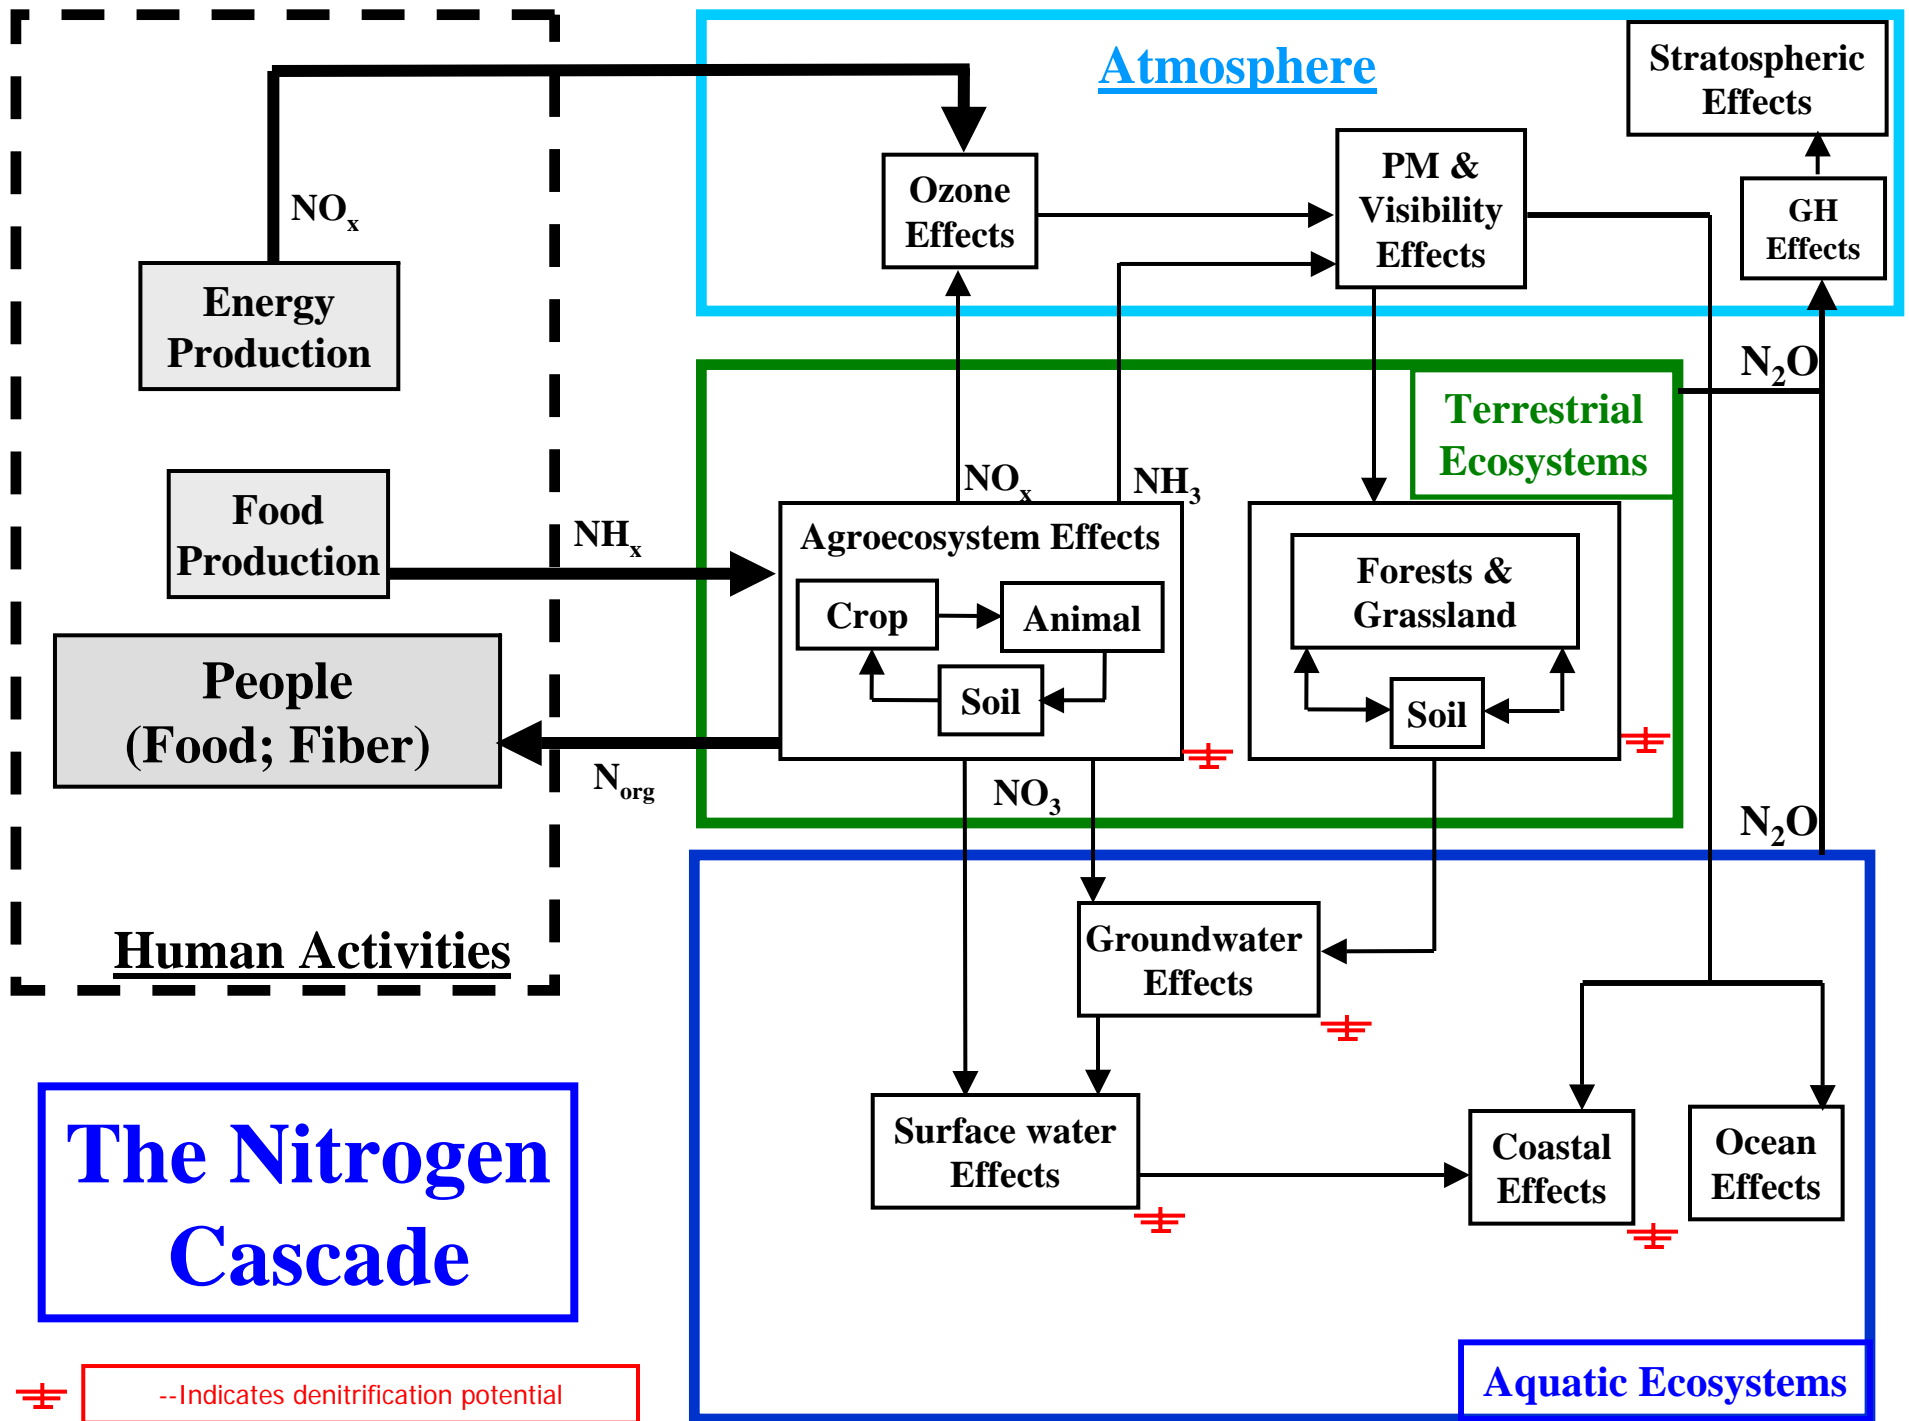 Atmosphere
Stratospheric
Effects
PM &
Visibility
Effects
Ozone
Effects
GH
Effects
NOₓ
Energy
Production
N₂O
Terrestrial
Ecosystems
NOₓ
NH₃
Food
Production
NHₓ
Agroecosystem Effects
Crop
Animal
Soil
Forests &
Grassland
Soil
People
(Food; Fiber)
N_org
NO₃
N₂O
Human Activities
Groundwater
Effects
Surface water
Effects
Coastal
Effects
Ocean
Effects
The Nitrogen
Cascade
--Indicates denitrification potential
Aquatic Ecosystems